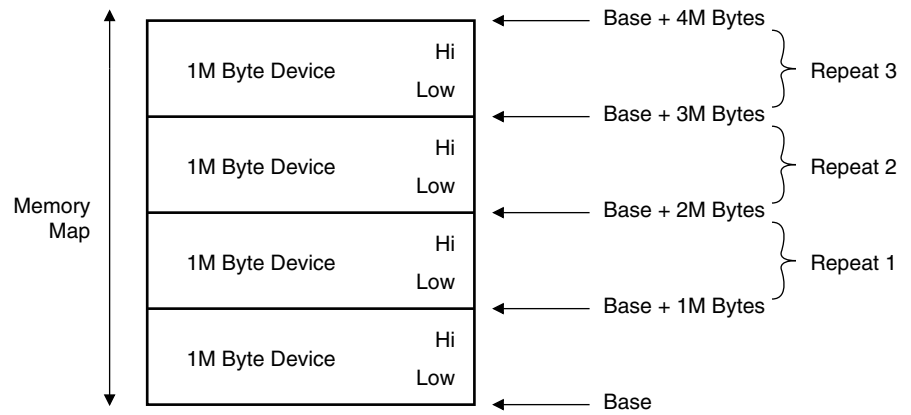 Base + 4M Bytes
Hi
1M Byte Device
Repeat 3
Low
Base + 3M Bytes
Hi
1M Byte Device
Repeat 2
Low
Memory
Map
Base + 2M Bytes
Hi
1M Byte Device
Repeat 1
Low
Base + 1M Bytes
Hi
1M Byte Device
Low
Base